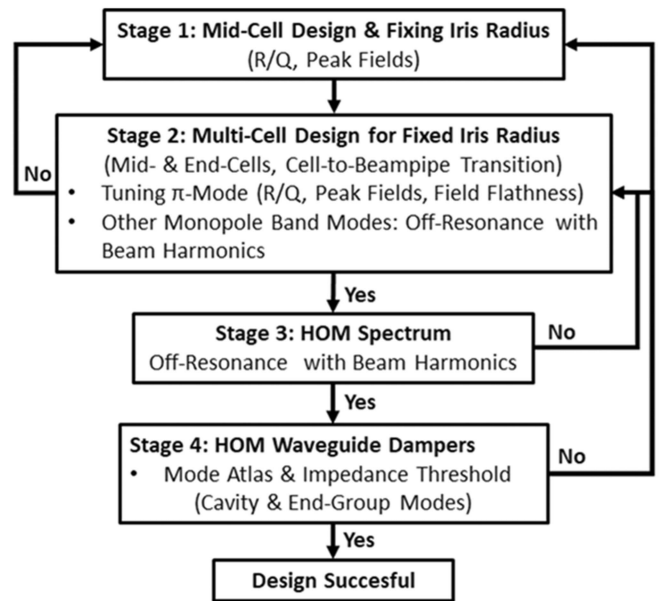 Stage 1: Mid-Cell Design & Fixing Iris Radius
(R/Q, Peak Fields)
Stage 2: Multi-Cell Design for Fixed Iris Radius
(Mid- & End-Cells, Cell-to-Beampipe Transition)
• Tuning π-Mode (R/Q, Peak Fields, Field Flathness)
• Other Monopole Band Modes: Off-Resonance with
Beam Harmonics
No
Yes
Stage 3: HOM Spectrum
Off-Resonance with Beam Harmonics
No
Yes
Stage 4: HOM Waveguide Dampers
• Mode Atlas & Impedance Threshold
(Cavity & End-Group Modes)
No
Yes
Design Succesful